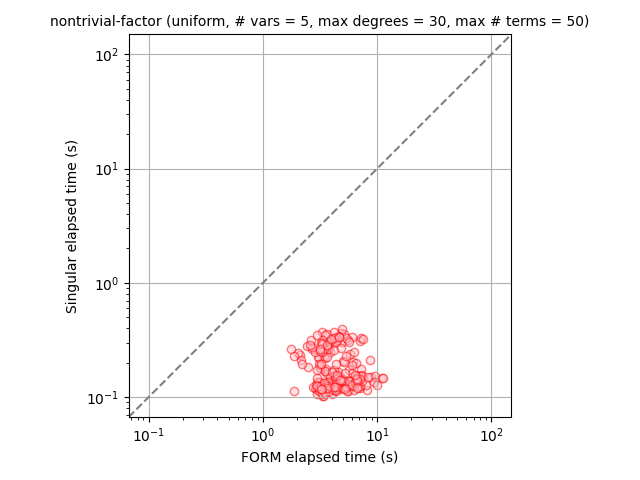 nontrivial-factor (uniform, # vars = 5, max degrees = 30, max # terms = 50)
10²
10¹
10⁰
10⁻¹
Singular elapsed time (s)
10⁻¹ 10⁰ 10¹ 10²
FORM elapsed time (s)